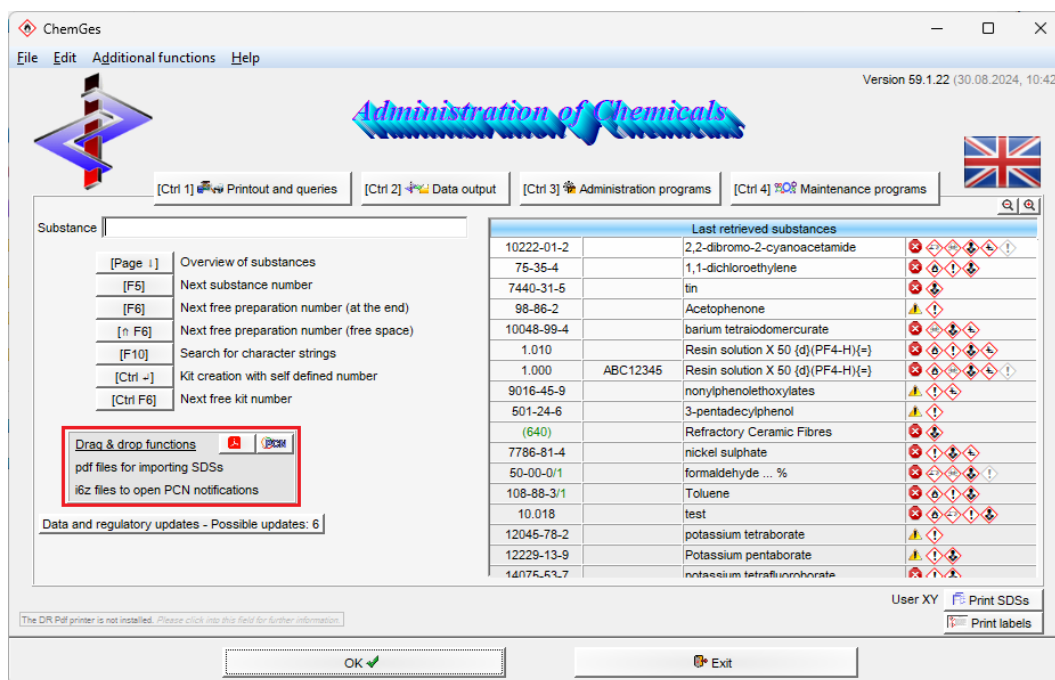 ChemGes
File Edit Additional functions Help
Version 59.1.22 (30.08.2024, 10:42
Administration of Chemicals
[Ctrl 1] Printout and queries [Ctrl 2] Data output [Ctrl 3] Administration programs [Ctrl 4] Maintenance programs
Substance
[Page ↓] Overview of substances
[F5] Next substance number
[F6] Next free preparation number (at the end)
[⇑ F6] Next free preparation number (free space)
[F10] Search for character strings
[Ctrl ↵] Kit creation with self defined number
[Ctrl F6] Next free kit number
Drag & drop functions PCN
pdf files for importing SDSs
i6z files to open PCN notifications
Data and regulatory updates - Possible updates: 6
Last retrieved substances
10222-01-2 2,2-dibromo-2-cyanoacetamide
75-35-4 1,1-dichloroethylene
7440-31-5 tin
98-86-2 Acetophenone
10048-99-4 barium tetraiodomercurate
1.010 Resin solution X 50 {d}(PF4-H){=}
1.000 ABC12345 Resin solution X 50 {d}(PF4-H){=}
9016-45-9 nonylphenolethoxylates
501-24-6 3-pentadecylphenol
(640) Refractory Ceramic Fibres
7786-81-4 nickel sulphate
50-00-0/1 formaldehyde ... %
108-88-3/1 Toluene
10.018 test
12045-78-2 potassium tetraborate
12229-13-9 Potassium pentaborate
14075-53-7 potassium tetrafluoroborate
User XY Print SDSs
The DR Pdf printer is not installed. Please click into this field for further information.
Print labels
OK Exit